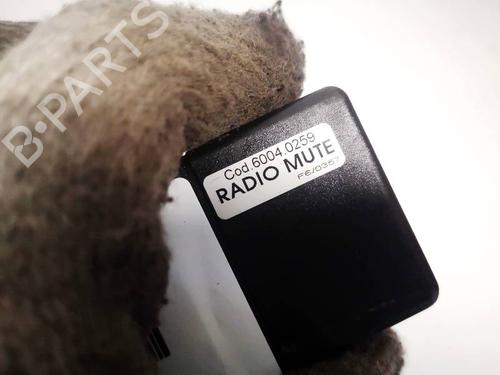 B-PARTS
Cod.6004.0259
RADIO MUTE
F6/0357